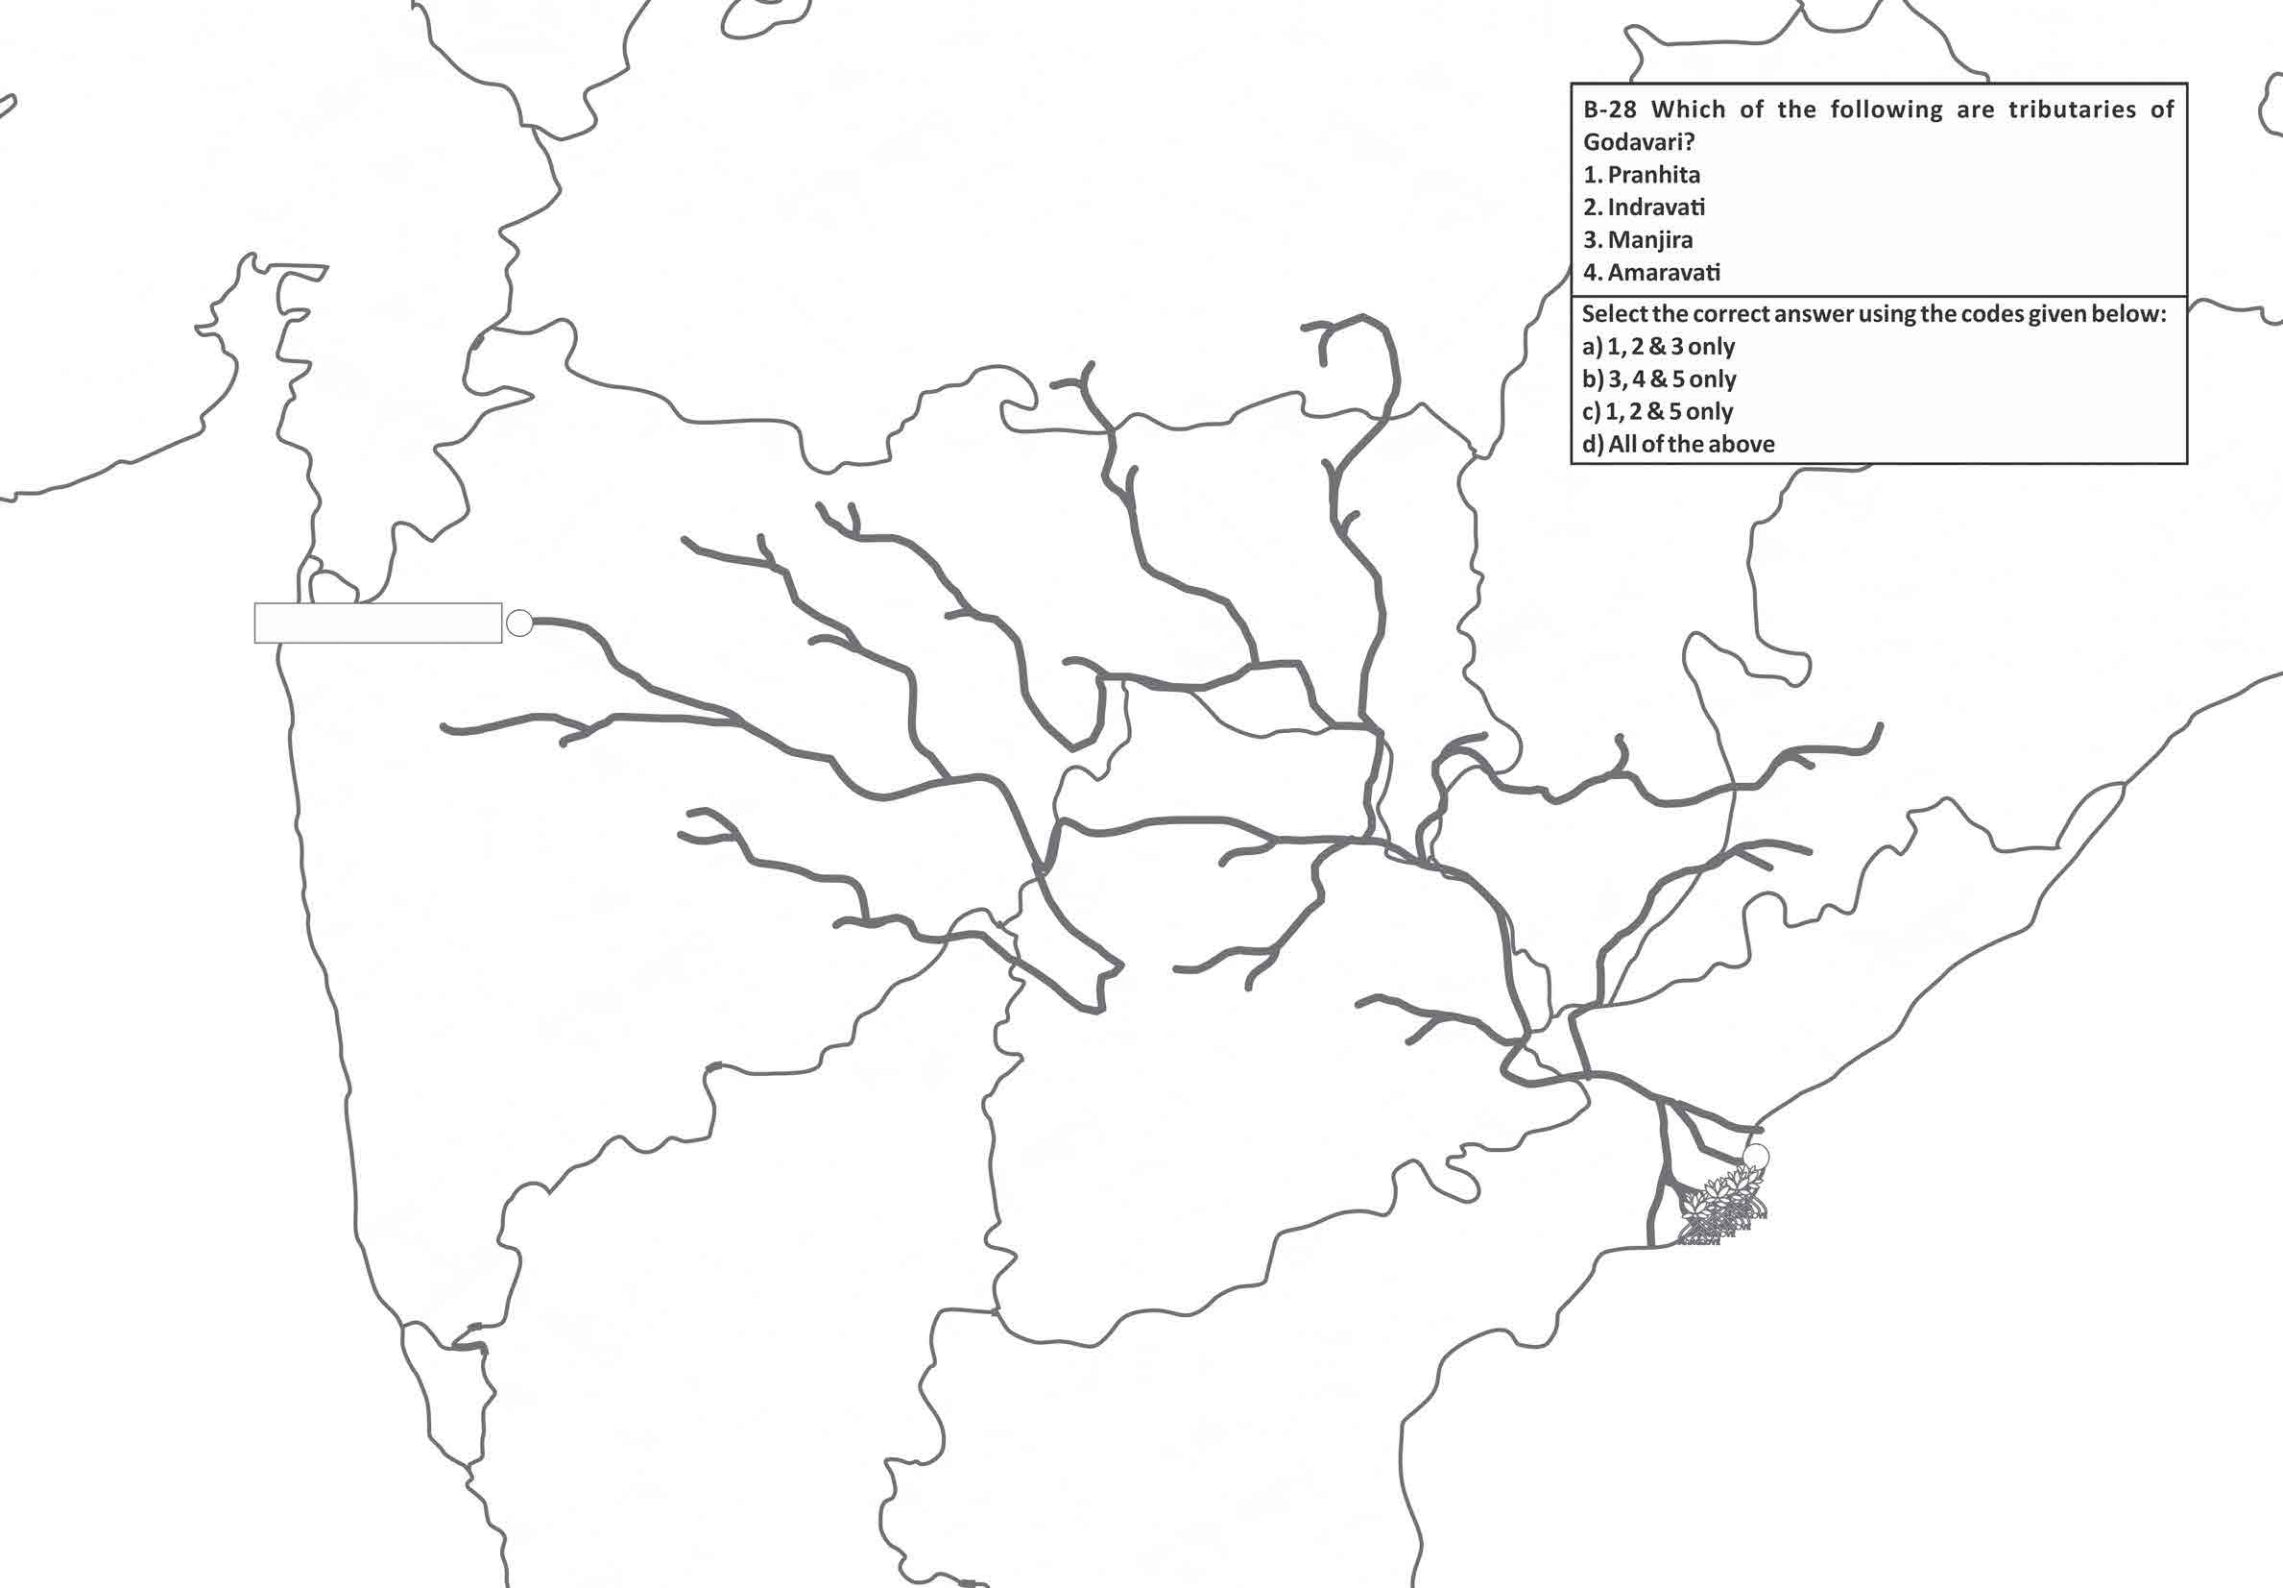 B-28 Which of the following are tributaries of
Godavari?
1. Pranhita
2. Indravati
3. Manjira
4. Amaravati
Select the correct answer using the codes given below:
a) 1, 2 & 3 only
b) 3, 4 & 5 only
c) 1, 2 & 5 only
d) All of the above